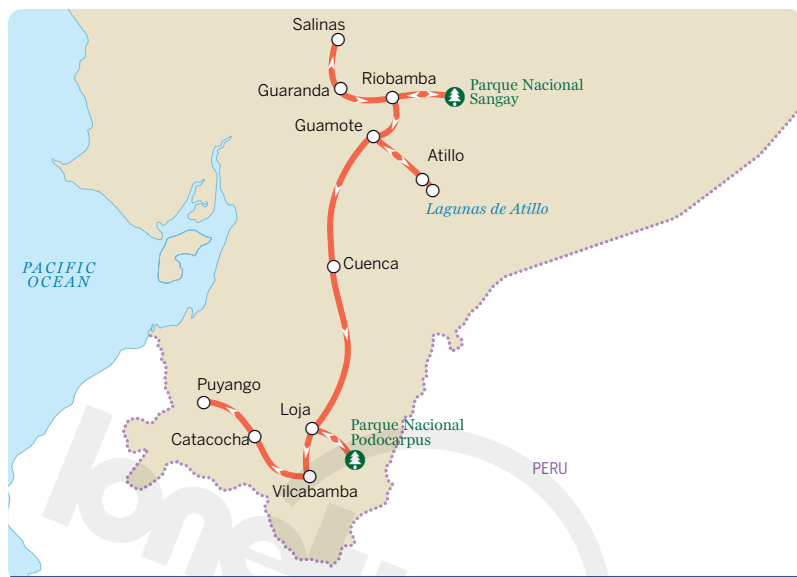 Salinas
Riobamba
Parque Nacional
Sangay
Guaranda
Guamote
Atillo
Lagunas de Atillo
Cuenca
PACIFIC
OCEAN
Puyango
Loja
Parque Nacional
Podocarpus
Catacocha
PERU
Vilcabamba